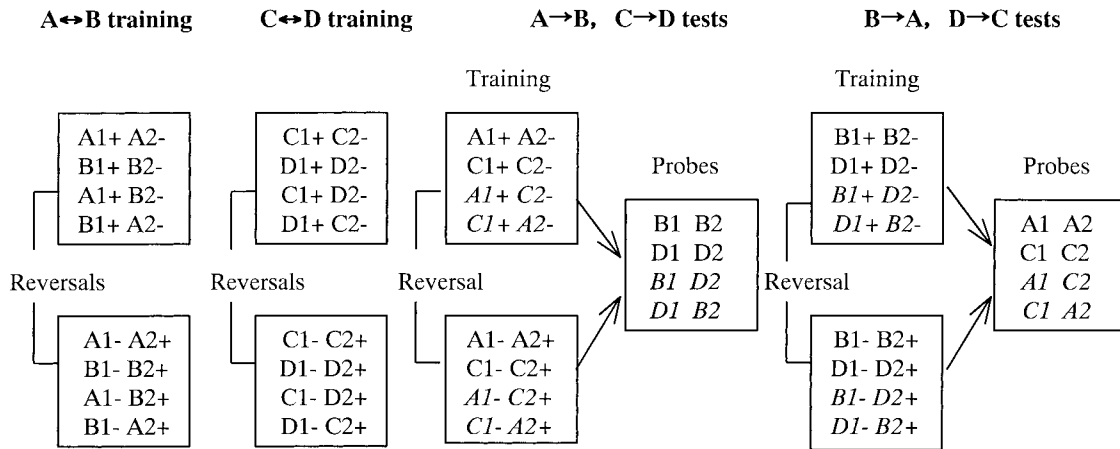 A↔B training
C↔D training
A→B, C→D tests
B→A, D→C tests
A1+ A2-
B1+ B2-
A1+ B2-
B1+ A2-
Reversals
A1- A2+
B1- B2+
A1- B2+
B1- A2+
C1+ C2-
D1+ D2-
C1+ D2-
D1+ C2-
Reversals
C1- C2+
D1- D2+
C1- D2+
D1- C2+
Training
A1+ A2-
C1+ C2-
A1+ C2-
C1+ A2-
Reversal
A1- A2+
C1- C2+
A1- C2+
C1- A2+
Probes
B1 B2
D1 D2
B1 D2
D1 B2
Training
B1+ B2-
D1+ D2-
B1+ D2-
D1+ B2-
Reversal
B1- B2+
D1- D2+
B1- D2+
D1- B2+
Probes
A1 A2
C1 C2
A1 C2
C1 A2